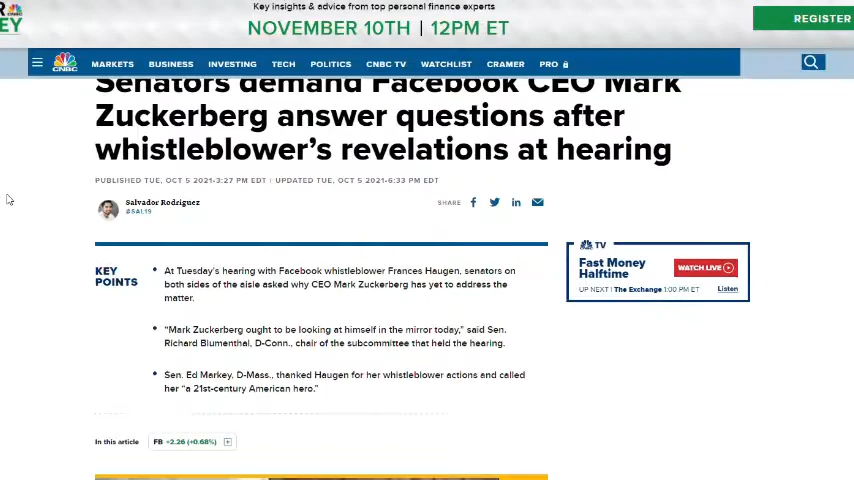 Key insights & advice from top personal finance experts
NOVEMBER 10TH | 12PM ET
REGISTER
CNBC
MARKETS BUSINESS INVESTING TECH POLITICS CNBC TV WATCHLIST CRAMER PRO
Senators demand Facebook CEO Mark
Zuckerberg answer questions after
whistleblower’s revelations at hearing
PUBLISHED TUE, OCT 5 2021•3:27 PM EDT | UPDATED TUE, OCT 5 2021•6:33 PM EDT
Salvador Rodriguez
@SAL19
SHARE
KEY
POINTS
• At Tuesday’s hearing with Facebook whistleblower Frances Haugen, senators on
both sides of the aisle asked why CEO Mark Zuckerberg has yet to address the
matter.
• “Mark Zuckerberg ought to be looking at himself in the mirror today,” said Sen.
Richard Blumenthal, D-Conn., chair of the subcommittee that held the hearing.
• Sen. Ed Markey, D-Mass., thanked Haugen for her whistleblower actions and called
her “a 21st-century American hero.”
In this article FB +2.26 (+0.68%)
TV
Fast Money
Halftime
WATCH LIVE
UP NEXT | The Exchange 1:00 PM ET Listen